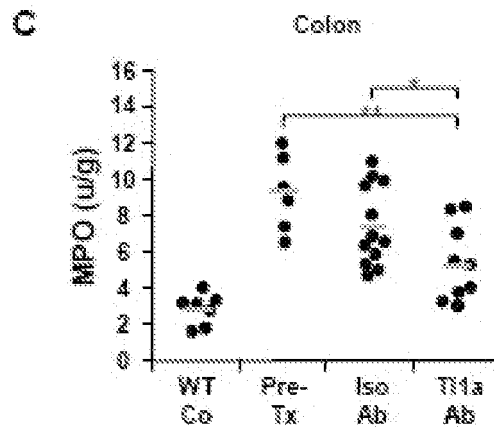 C
Colon
MPO (u/g)
16
14
12
10
8
6
4
2
0
*
**
WT Co
Pre-Tx
Iso Ab
Tl1a Ab